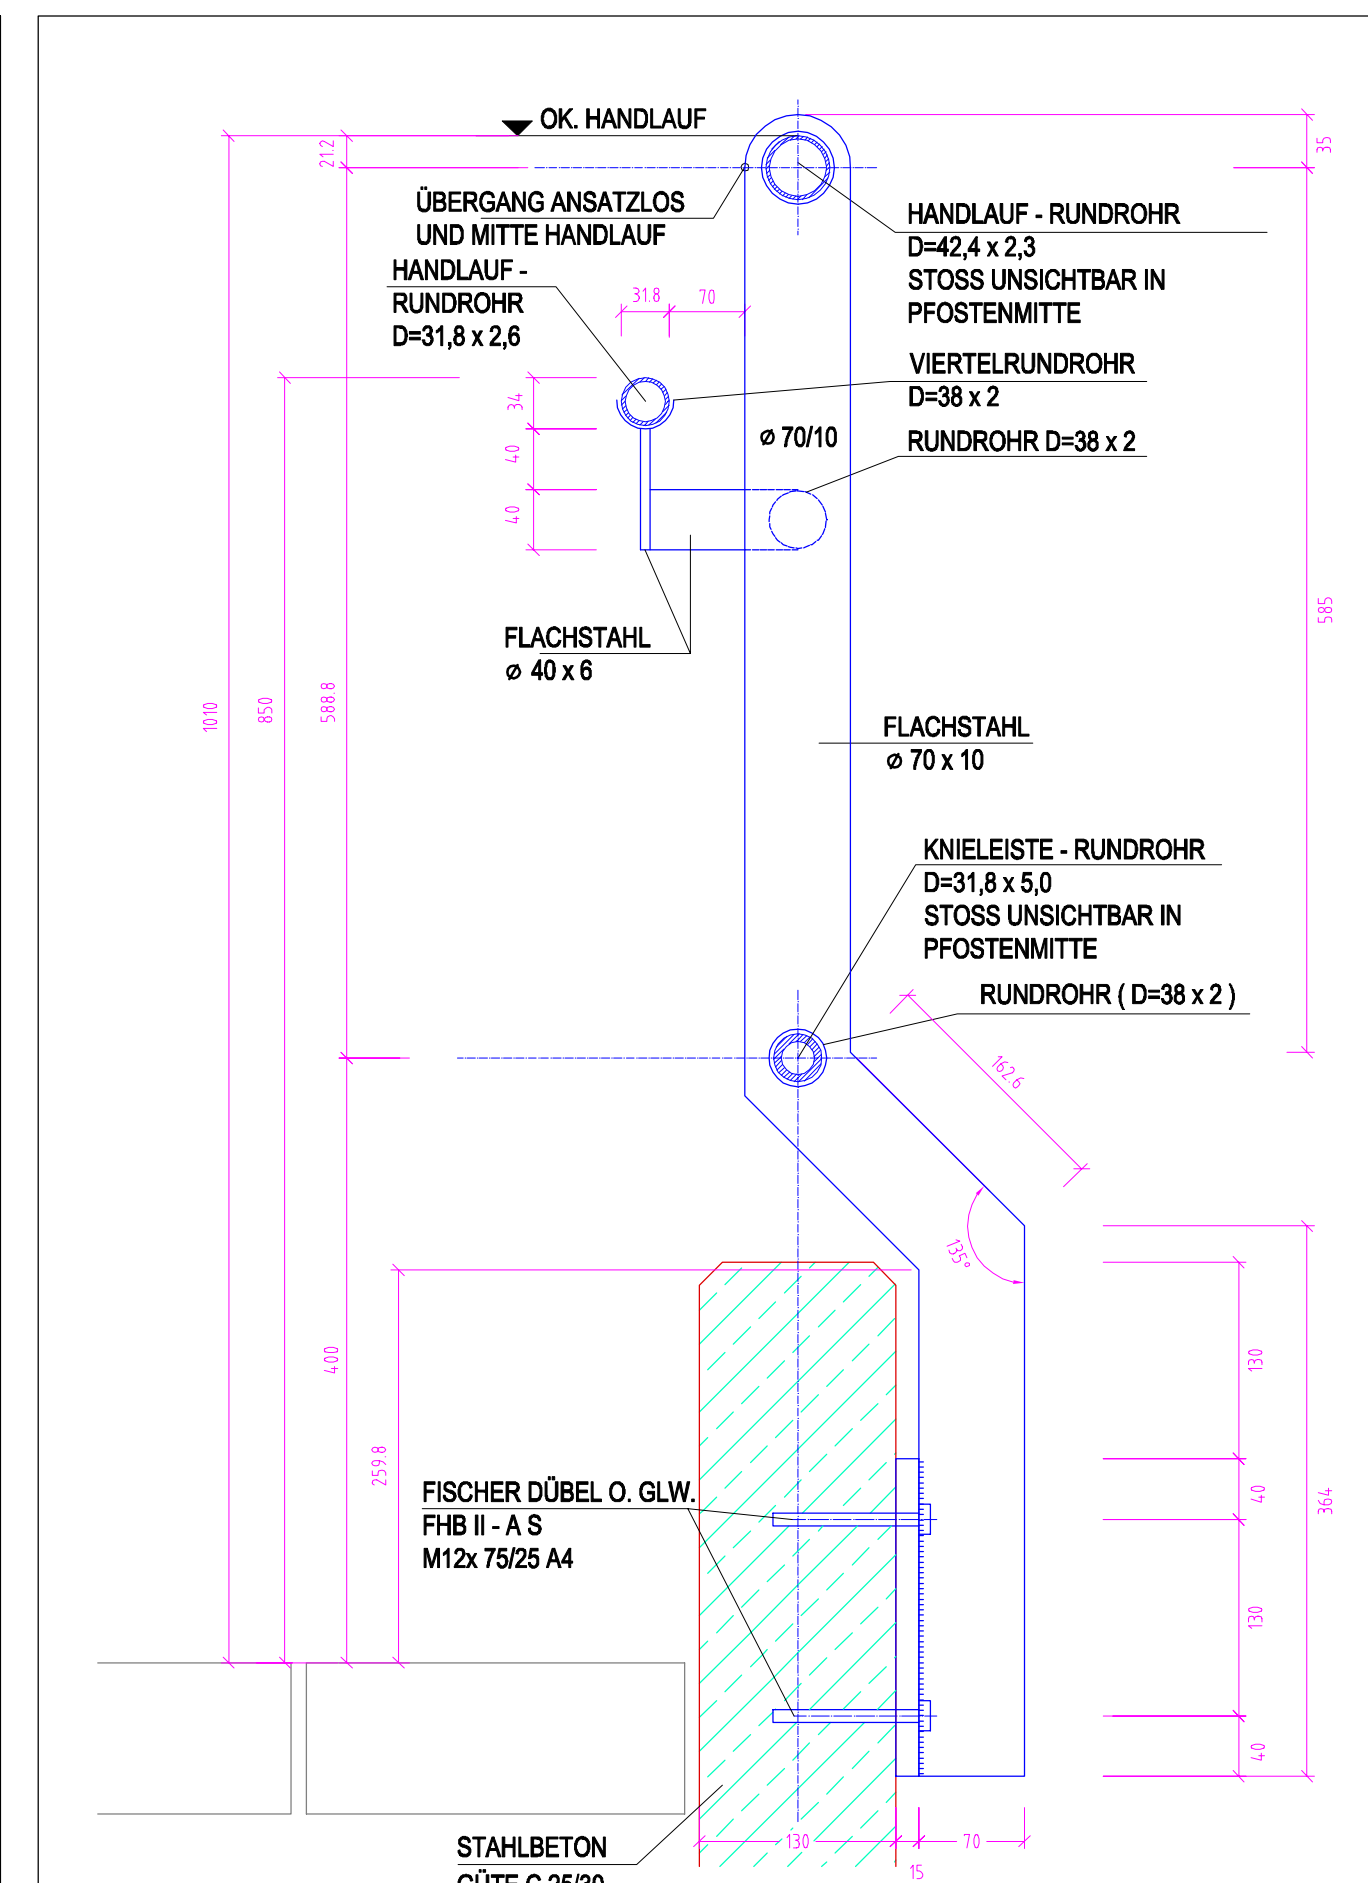 OK. HANDLAUF
21.2
35
ÜBERGANG ANSATZLOS
UND MITTE HANDLAUF
HANDLAUF - RUNDROHR
D=42,4 x 2,3
STOSS UNSICHTBAR IN
PFOSTENMITTE
HANDLAUF -
RUNDROHR
D=31,8 x 2,6
31.8
70
VIERTELRUNDROHR
D=38 x 2
34
40
40
ø 70/10
RUNDROHR D=38 x 2
585
FLACHSTAHL
ø 40 x 6
1010
850
588.8
FLACHSTAHL
ø 70 x 10
KNIELEISTE - RUNDROHR
D=31,8 x 5,0
STOSS UNSICHTBAR IN
PFOSTENMITTE
RUNDROHR ( D=38 x 2 )
162.6
135°
400
259.8
130
40
364
130
40
FISCHER DÜBEL O. GLW.
FHB II - A S
M12x 75/25 A4
STAHLBETON
GÜTE C 25/30
130
15
70